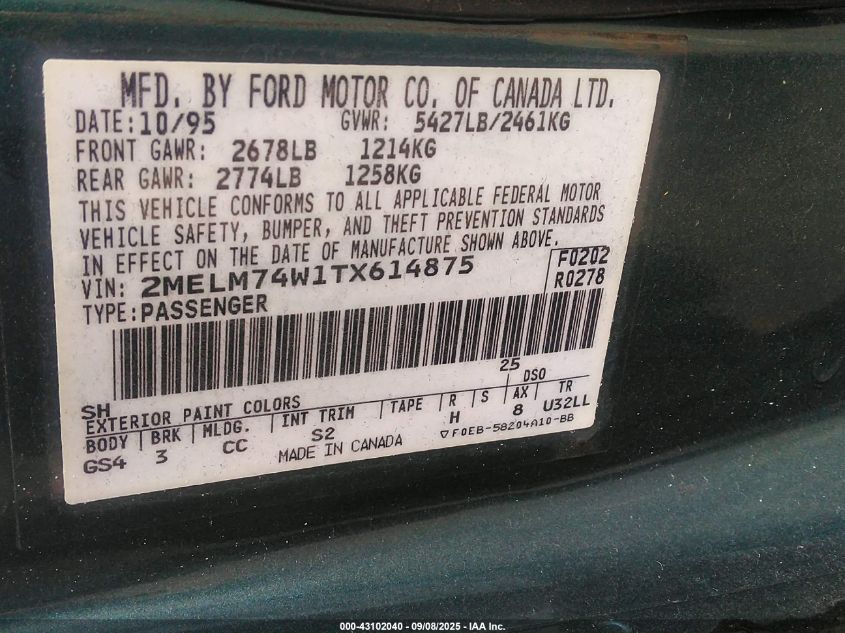 MFD. BY FORD MOTOR CO. OF CANADA LTD.
DATE: 10/95 GVWR: 5427LB/2461KG
FRONT GAWR: 2678LB 1214KG
REAR GAWR: 2774LB 1258KG
THIS VEHICLE CONFORMS TO ALL APPLICABLE FEDERAL MOTOR
VEHICLE SAFETY, BUMPER, AND THEFT PREVENTION STANDARDS
IN EFFECT ON THE DATE OF MANUFACTURE SHOWN ABOVE.
VIN: 2MELM74W1TX614875 F0202
TYPE: PASSENGER R0278
25
SH DSO
EXTERIOR PAINT COLORS
BODY BRK MLDG. INT TRIM TAPE R S AX TR
GS4 3 CC S2 H 8 U32LL
MADE IN CANADA ▽F0EB-58204A10-BB
000-43102040 - 09/08/2025 - IAA Inc.